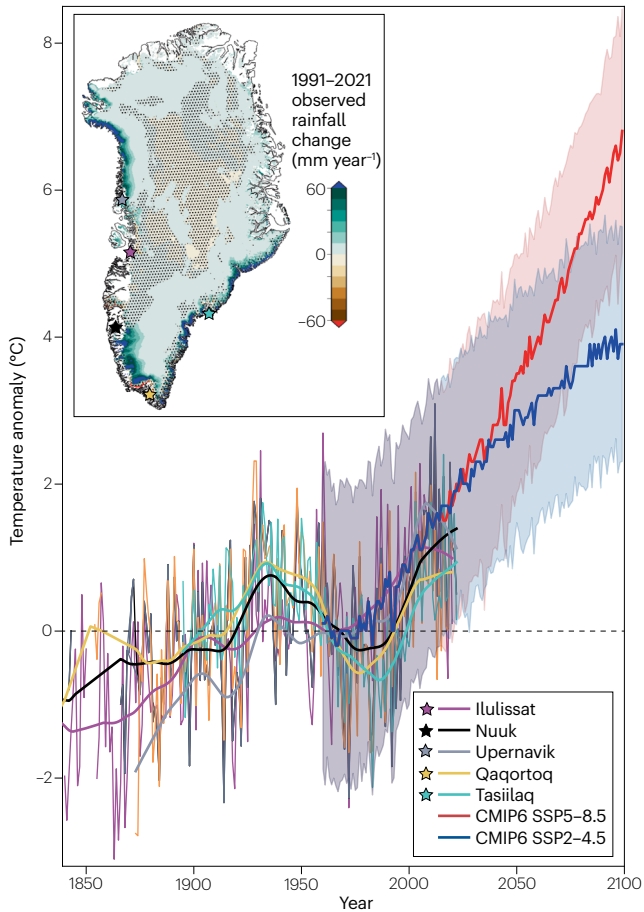 8
6
4
2
0
−2
Temperature anomaly (°C)
1991–2021
observed
rainfall
change
(mm year⁻¹)
60
0
−60
Ilulissat
Nuuk
Upernavik
Qaqortoq
Tasiilaq
CMIP6 SSP5–8.5
CMIP6 SSP2–4.5
1850
1900
1950
2000
2050
2100
Year